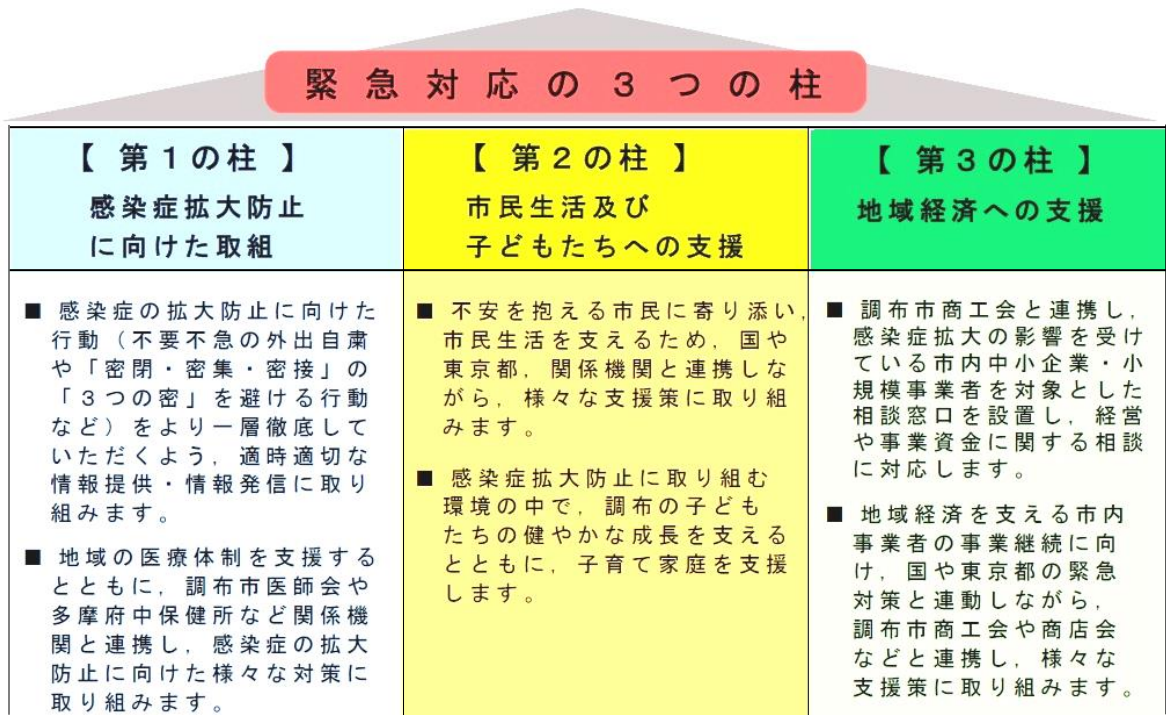 緊急対応の３つの柱
【 第１の柱 】
感染症拡大防止
に向けた取組
■ 感染症の拡大防止に向けた
行動（不要不急の外出自粛
や「密閉・密集・密接」の
「３つの密」を避ける行動
など）をより一層徹底して
いただくよう，適時適切な
情報提供・情報発信に取り
組みます。
■ 地域の医療体制を支援する
とともに，調布市医師会や
多摩府中保健所など関係機
関と連携し，感染症の拡大
防止に向けた様々な対策に
取り組みます。
【 第２の柱 】
市民生活及び
子どもたちへの支援
■ 不安を抱える市民に寄り添い，
市民生活を支えるため，国や
東京都，関係機関と連携しな
がら，様々な支援策に取り組
みます。
■ 感染症拡大防止に取り組む
環境の中で，調布の子ども
たちの健やかな成長を支える
とともに，子育て家庭を支援
します。
【 第３の柱 】
地域経済への支援
■ 調布市商工会と連携し，
感染症拡大の影響を受け
ている市内中小企業・小
規模事業者を対象とした
相談窓口を設置し，経営
や事業資金に関する相談
に対応します。
■ 地域経済を支える市内
事業者の事業継続に向
け，国や東京都の緊急
対策と連動しながら，
調布市商工会や商店会
などと連携し，様々な
支援策に取り組みます。